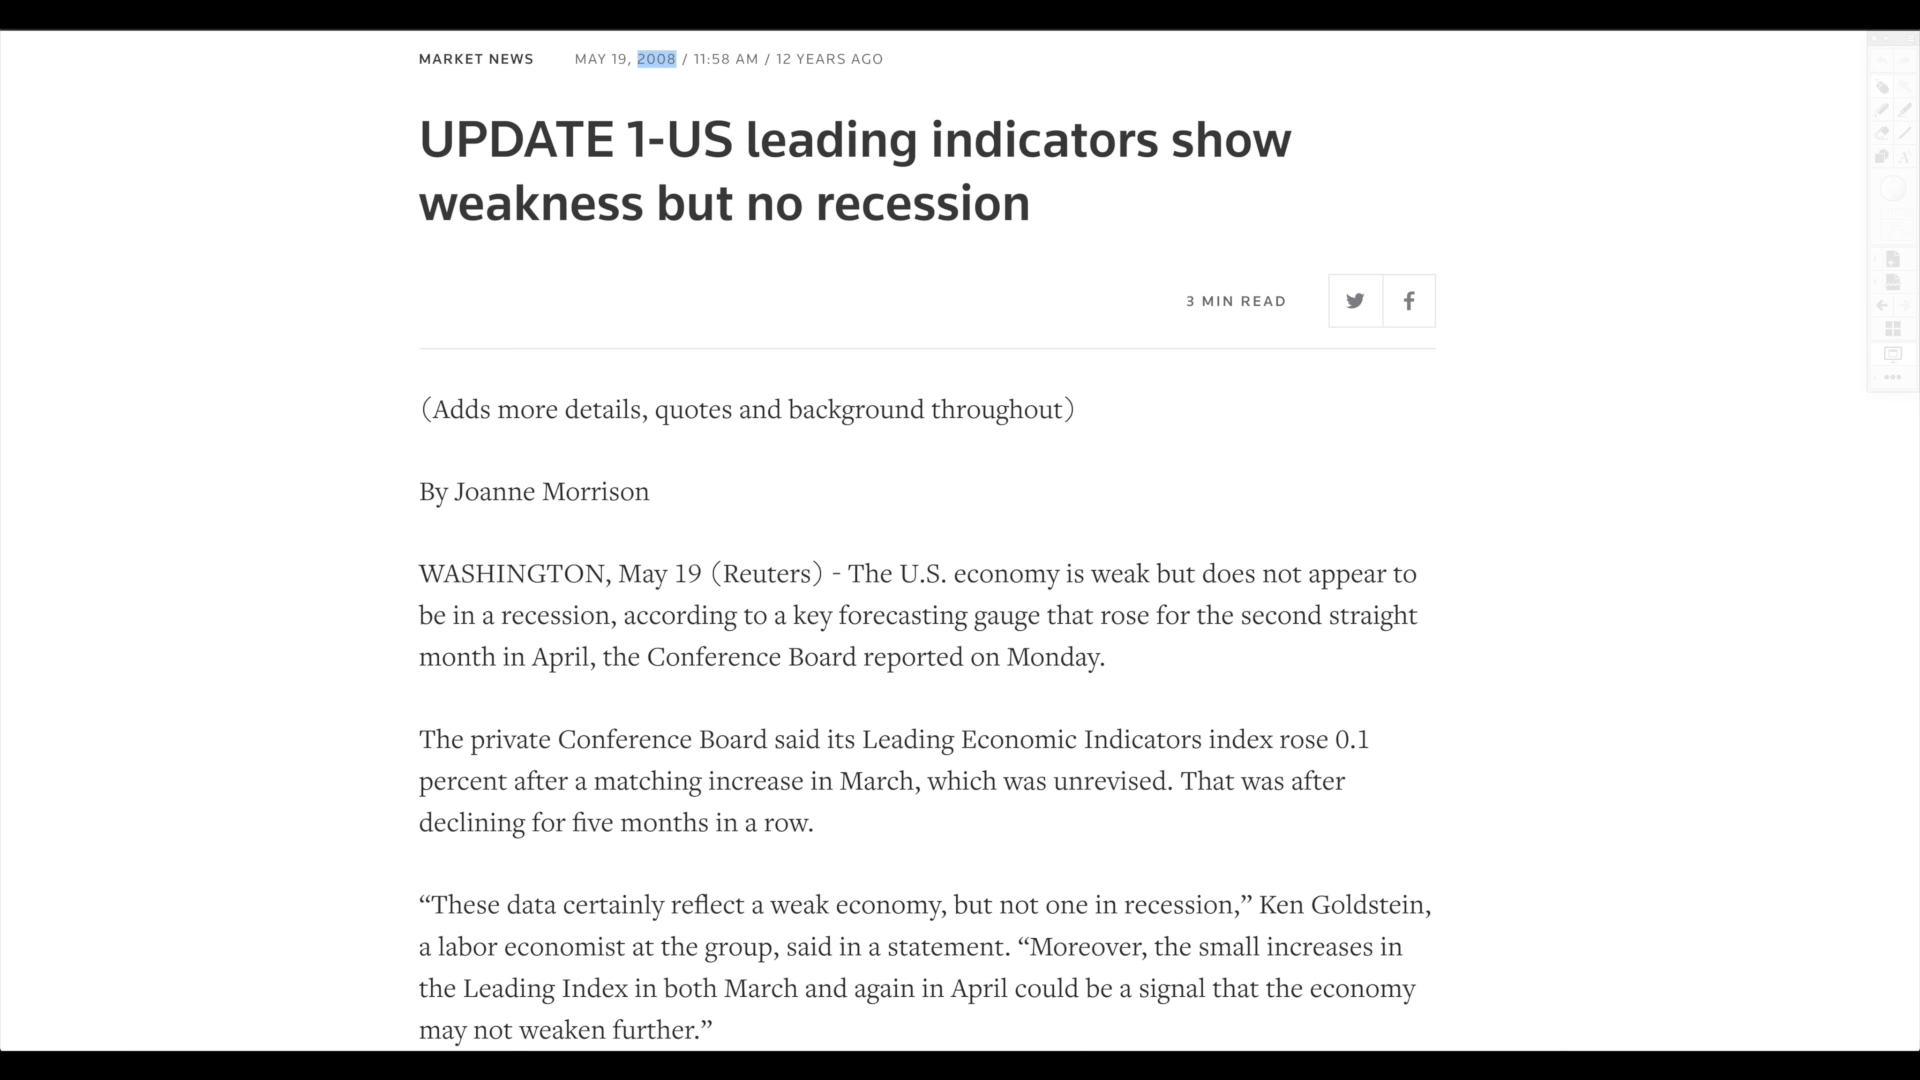 MARKET NEWS MAY 19, 2008 / 11:58 AM / 12 YEARS AGO
UPDATE 1-US leading indicators show
weakness but no recession
3 MIN READ
(Adds more details, quotes and background throughout)
By Joanne Morrison
WASHINGTON, May 19 (Reuters) - The U.S. economy is weak but does not appear to
be in a recession, according to a key forecasting gauge that rose for the second straight
month in April, the Conference Board reported on Monday.
The private Conference Board said its Leading Economic Indicators index rose 0.1
percent after a matching increase in March, which was unrevised. That was after
declining for five months in a row.
“These data certainly reflect a weak economy, but not one in recession,” Ken Goldstein,
a labor economist at the group, said in a statement. “Moreover, the small increases in
the Leading Index in both March and again in April could be a signal that the economy
may not weaken further.”